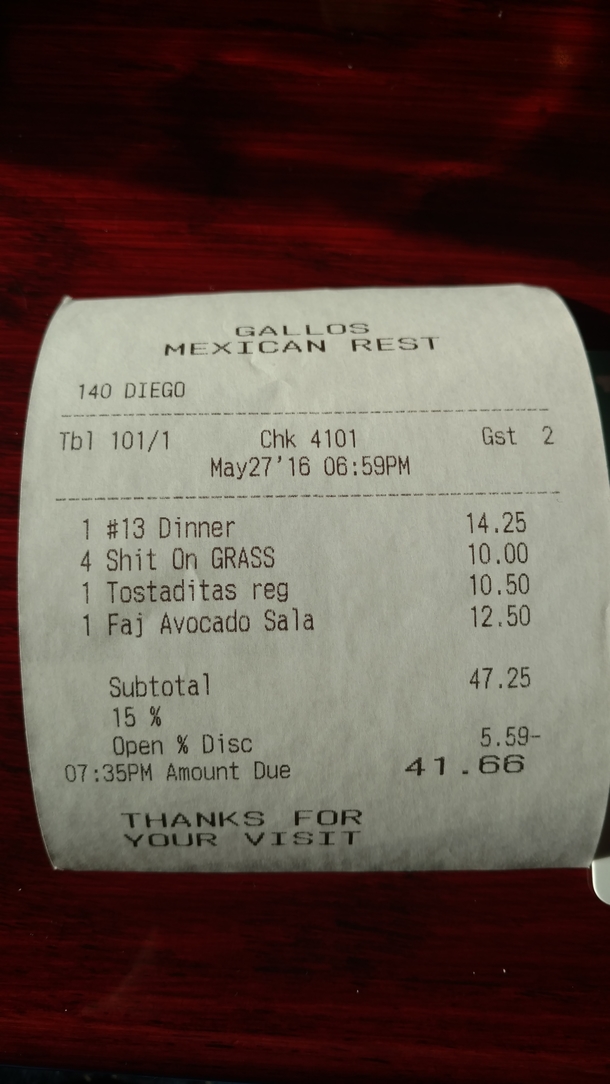 GALLOS
MEXICAN REST
140 DIEGO
Tbl 101/1 Chk 4101 Gst 2
May27'16 06:59PM
1 #13 Dinner 14.25
4 Shit On GRASS 10.00
1 Tostaditas reg 10.50
1 Faj Avocado Sala 12.50
Subtotal 47.25
15 %
Open % Disc 5.59-
07:35PM Amount Due 41.66
THANKS FOR
YOUR VISIT